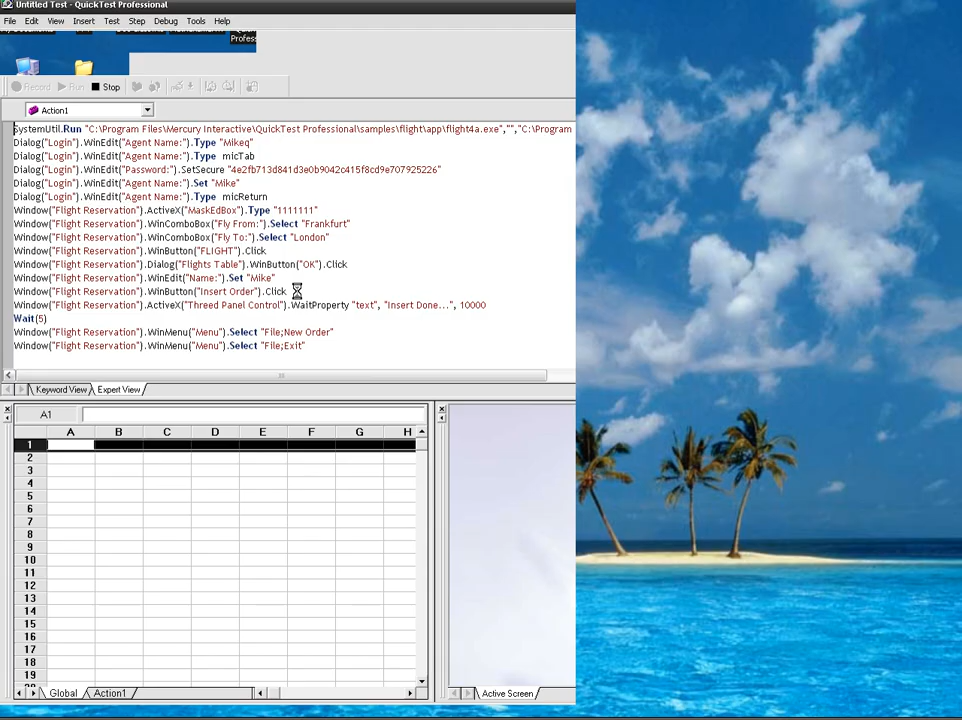 Untitled Test - QuickTest Professional
File Edit View Insert Test Step Debug Tools Help
Profes
Record Run Stop
Action1
SystemUtil.Run "C:\Program Files\Mercury Interactive\QuickTest Professional\samples\flight\app\flight4a.exe","","C:\Program
Dialog("Login").WinEdit("Agent Name:").Type "Mikeq"
Dialog("Login").WinEdit("Agent Name:").Type micTab
Dialog("Login").WinEdit("Password:").SetSecure "4e2fb713d841d3e0b9042c415f8cd9e707925226"
Dialog("Login").WinEdit("Agent Name:").Set "Mike"
Dialog("Login").WinEdit("Agent Name:").Type micReturn
Window("Flight Reservation").ActiveX("MaskEdBox").Type "1111111"
Window("Flight Reservation").WinComboBox("Fly From:").Select "Frankfurt"
Window("Flight Reservation").WinComboBox("Fly To:").Select "London"
Window("Flight Reservation").WinButton("FLIGHT").Click
Window("Flight Reservation").Dialog("Flights Table").WinButton("OK").Click
Window("Flight Reservation").WinEdit("Name:").Set "Mike"
Window("Flight Reservation").WinButton("Insert Order").Click
Window("Flight Reservation").ActiveX("Threed Panel Control").WaitProperty "text", "Insert Done...", 10000
Wait(5)
Window("Flight Reservation").WinMenu("Menu").Select "File;New Order"
Window("Flight Reservation").WinMenu("Menu").Select "File;Exit"
Keyword View Expert View
A1
A B C D E F G H
1
2
3
4
5
6
7
8
9
10
11
12
13
14
15
16
17
18
19
Global Action1
Active Screen